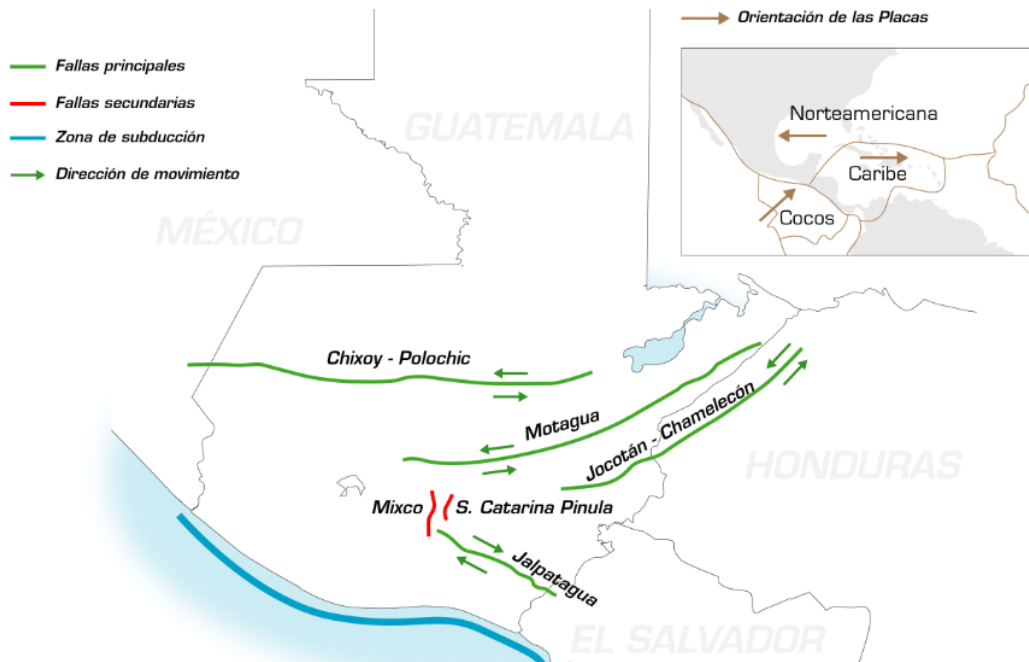 Orientación de las Placas
Fallas principales
Fallas secundarias
Zona de subducción
Dirección de movimiento
GUATEMALA
MÉXICO
Norteamericana
Caribe
Cocos
Chixoy - Polochic
Motagua
Jocotán - Chamelecón
HONDURAS
Mixco
S. Catarina Pinula
Jalpatagua
EL SALVADOR